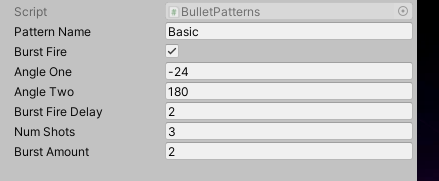 Script BulletPatterns
Pattern Name Basic
Burst Fire
Angle One -24
Angle Two 180
Burst Fire Delay 2
Num Shots 3
Burst Amount 2